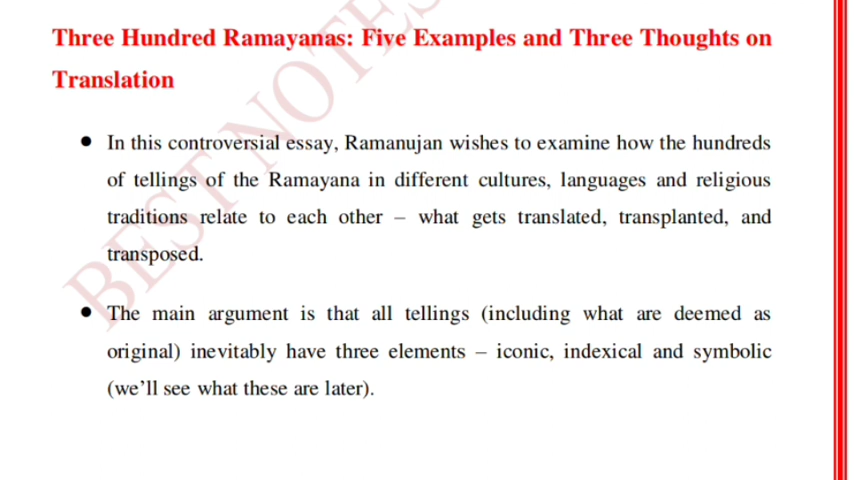 Three Hundred Ramayanas: Five Examples and Three Thoughts on
Translation
● In this controversial essay, Ramanujan wishes to examine how the hundreds
of tellings of the Ramayana in different cultures, languages and religious
traditions relate to each other – what gets translated, transplanted, and
transposed.
● The main argument is that all tellings (including what are deemed as
original) inevitably have three elements – iconic, indexical and symbolic
(we’ll see what these are later).
BEST NOTES